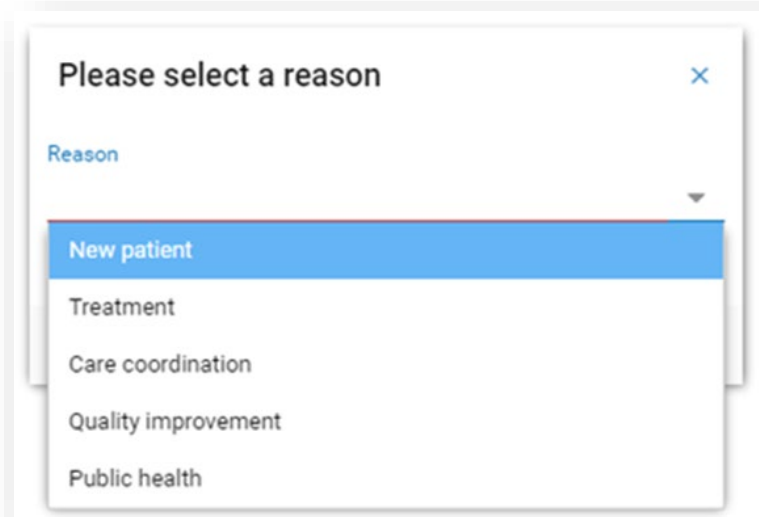 Please select a reason
Reason
New patient
Treatment
Care coordination
Quality improvement
Public health